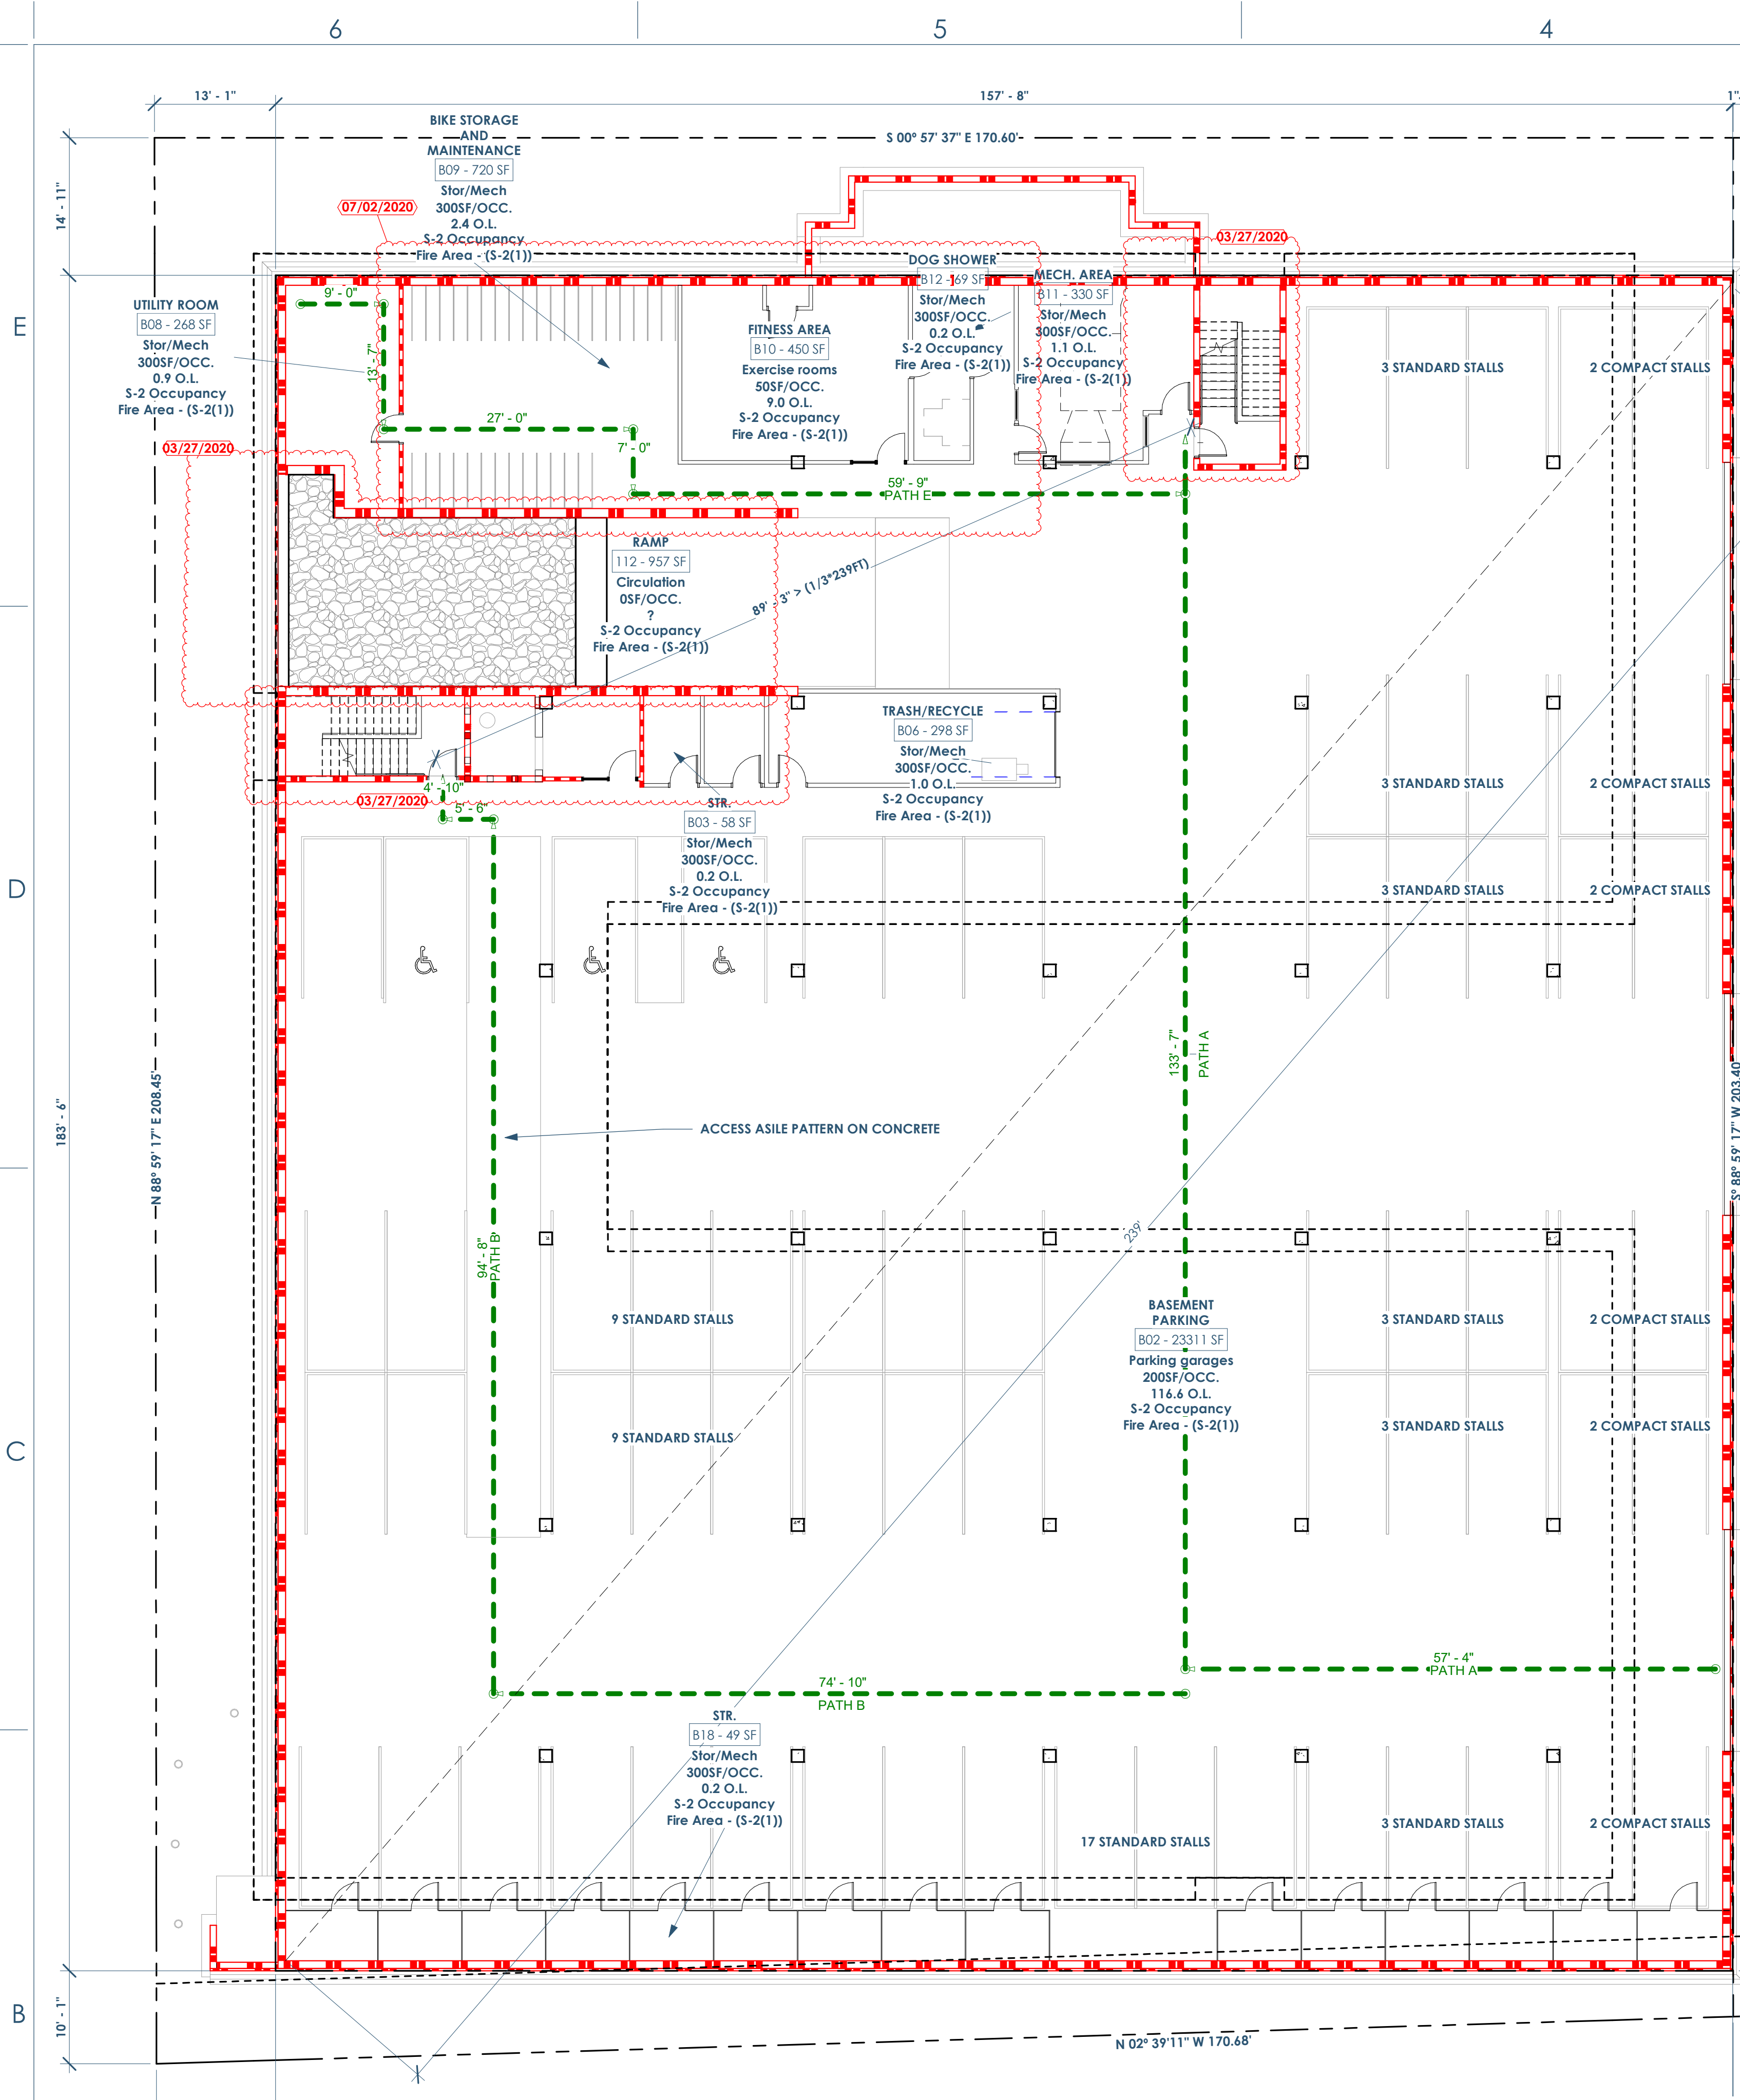 6
5
4
13' - 1"
157' - 8"
1"
S 00° 57' 37" E 170.60'
14' - 11"
BIKE STORAGE
AND
MAINTENANCE
B09 - 720 SF
Stor/Mech
300SF/OCC.
2.4 O.L.
S-2 Occupancy
Fire Area - (S-2(1))
07/02/2020
03/27/2020
DOG SHOWER
B12 - 69 SF
Stor/Mech
300SF/OCC.
0.2 O.L.
S-2 Occupancy
Fire Area - (S-2(1))
MECH. AREA
B11 - 330 SF
Stor/Mech
300SF/OCC.
1.1 O.L.
S-2 Occupancy
Fire Area - (S-2(1))
E
UTILITY ROOM
B08 - 268 SF
Stor/Mech
300SF/OCC.
0.9 O.L.
S-2 Occupancy
Fire Area - (S-2(1))
9' - 0"
13' - 7"
FITNESS AREA
B10 - 450 SF
Exercise rooms
50SF/OCC.
9.0 O.L.
S-2 Occupancy
Fire Area - (S-2(1))
3 STANDARD STALLS
2 COMPACT STALLS
27' - 0"
7' - 0"
03/27/2020
59' - 9"
PATH E
RAMP
112 - 957 SF
Circulation
0SF/OCC.
?
S-2 Occupancy
Fire Area - (S-2(1))
89' - 3" > (1/3*239FT)
TRASH/RECYCLE
B06 - 298 SF
Stor/Mech
300SF/OCC.
1.0 O.L.
S-2 Occupancy
Fire Area - (S-2(1))
3 STANDARD STALLS
2 COMPACT STALLS
4' - 10"
03/27/2020
5' - 6"
STR.
B03 - 58 SF
Stor/Mech
300SF/OCC.
0.2 O.L.
S-2 Occupancy
Fire Area - (S-2(1))
D
3 STANDARD STALLS
2 COMPACT STALLS
133' - 7"
PATH A
183' - 6"
N 88° 59' 17" E 208.45'
S° 88° 59' 17" W 203.40'
ACCESS ASILE PATTERN ON CONCRETE
94' - 8"
PATH B
239'
9 STANDARD STALLS
BASEMENT
PARKING
B02 - 23311 SF
Parking garages
200SF/OCC.
116.6 O.L.
S-2 Occupancy
Fire Area - (S-2(1))
3 STANDARD STALLS
2 COMPACT STALLS
C
9 STANDARD STALLS
3 STANDARD STALLS
2 COMPACT STALLS
57' - 4"
PATH A
74' - 10"
PATH B
STR.
B18 - 49 SF
Stor/Mech
300SF/OCC.
0.2 O.L.
S-2 Occupancy
Fire Area - (S-2(1))
17 STANDARD STALLS
3 STANDARD STALLS
2 COMPACT STALLS
B
10' - 1"
N 02° 39'11" W 170.68'